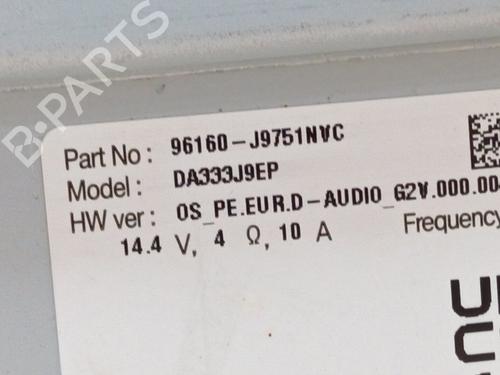 B-PARTS
Part No : 96160-J9751NVC
Model : DA333J9EP
HW ver : OS_PE.EUR.D-AUDIO_G2V.000.00
14.4 V, 4 Ω, 10 A Frequency